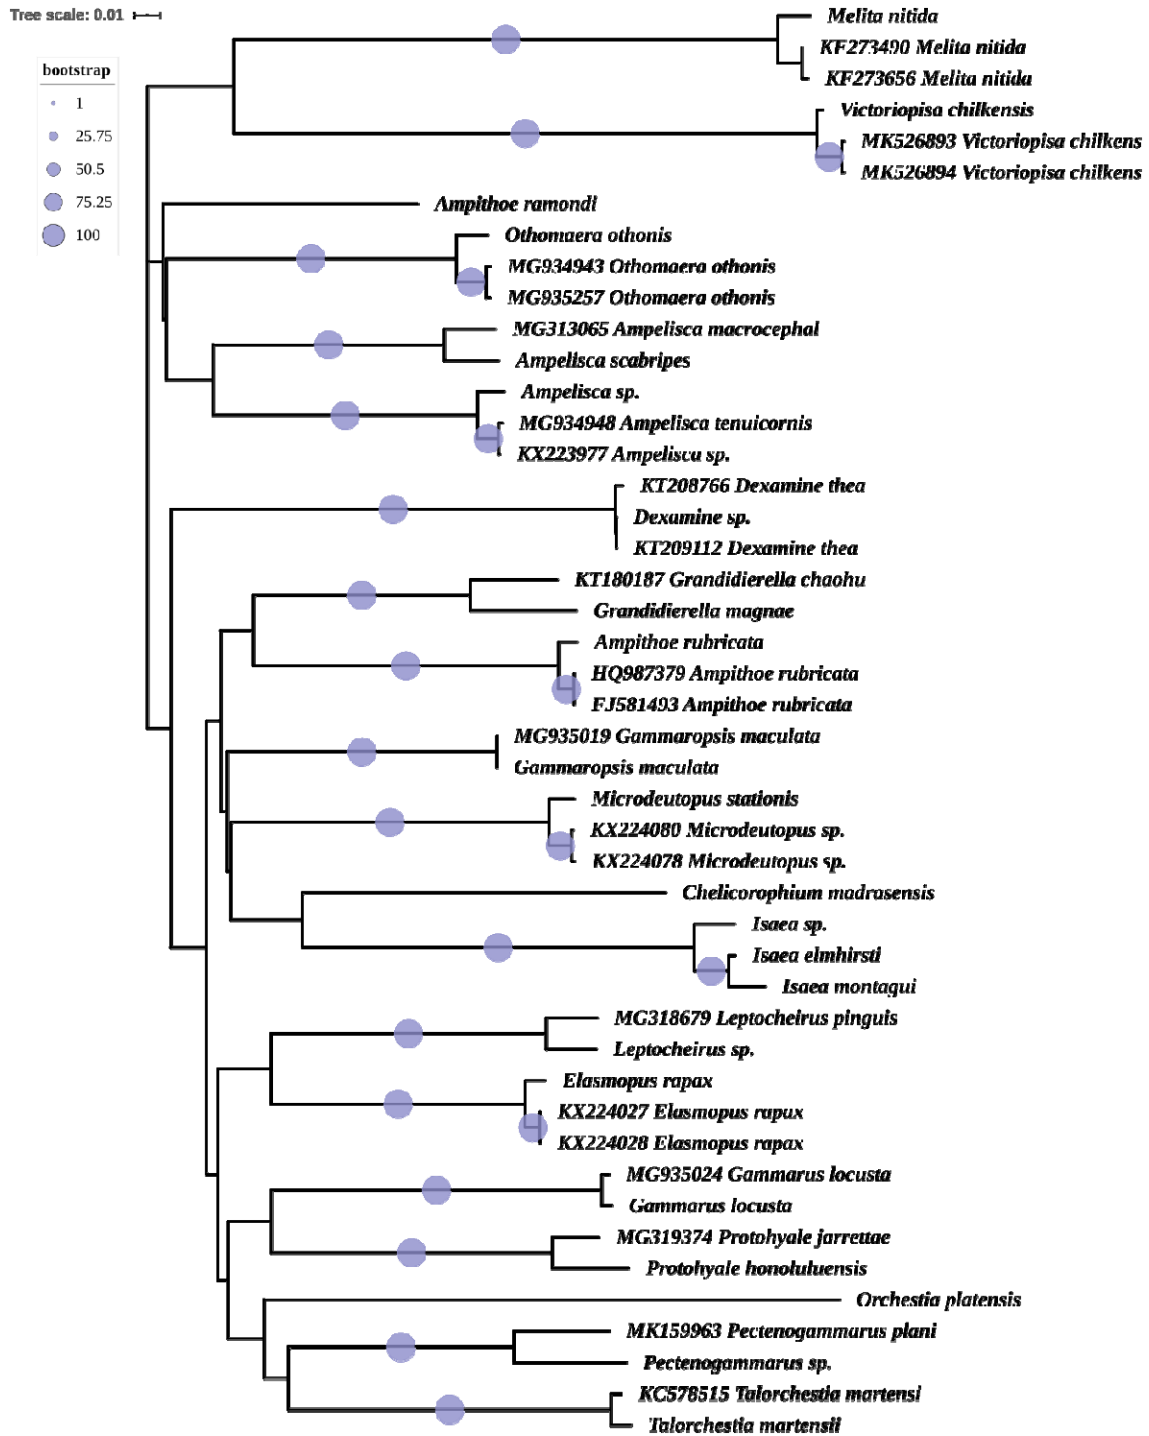 Tree scale: 0.01
bootstrap
1
25.75
50.5
75.25
100
Melita nitida
KF273490 Melita nitida
KF273656 Melita nitida
Victoriopisa chilkensis
MK526893 Victoriopisa chilkens
MK526894 Victoriopisa chilkens
Ampithoe ramondi
Othomaera othonis
MG934943 Othomaera othonis
MG935257 Othomaera othonis
MG313065 Ampelisca macrocephal
Ampelisca scabripes
Ampelisca sp.
MG934948 Ampelisca tenuicornis
KX223977 Ampelisca sp.
KT208766 Dexamine thea
Dexamine sp.
KT209112 Dexamine thea
KT180187 Grandidierella chaohu
Grandidierella magnae
Ampithoe rubricata
HQ987379 Ampithoe rubricata
FJ581493 Ampithoe rubricata
MG935019 Gammaropsis maculata
Gammaropsis maculata
Microdeutopus stationis
KX224080 Microdeutopus sp.
KX224078 Microdeutopus sp.
Chelicorophium madrasensis
Isaea sp.
Isaea elmhirsti
Isaea montagui
MG318679 Leptocheirus pinguis
Leptocheirus sp.
Elasmopus rapax
KX224027 Elasmopus rapax
KX224028 Elasmopus rapax
MG935024 Gammarus locusta
Gammarus locusta
MG319374 Protohyale jarrettae
Protohyale honoluluensis
Orchestia platensis
MK159963 Pectenogammarus plani
Pectenogammarus sp.
KC578515 Talorchestia martensi
Talorchestia martensii